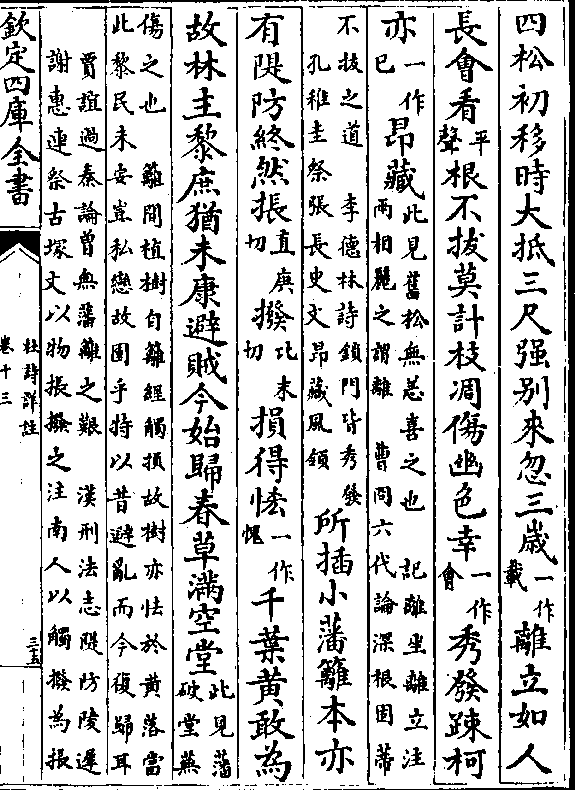 四松初移時大抵三尺强别來忽三歲一作載離立如人
長會看平聲根不拔莫計枝凋傷幽色幸一作會秀發踈柯
亦一作已昻藏此見舊松無恙喜之也　記離坐離立注
兩相麗之謂離　曹冏六代論深根固蔕
不拔之道　李德林詩鎖門皆秀發
孔稚圭祭張長史文昻藏風領
所插小藩籬本亦
有隄防終然掁直庚切撥比末切損得怯一作愧千葉黄敢為
故林主黎庶猶未康避賊今始歸春草滿空堂此見藩
破堂蕪
傷之也　籬間植樹自籬經觸損故樹亦怯於黄落當
此黎民未安豈私戀故園乎特以昔避亂而今復歸耳
賈誼過秦論曾無藩籬之艱　漢刑法志隄防陵遲
謝惠連祭古塚文以物掁撥之注南人以觸撥為掁
欽定四庫全書
杜詩詳註
卷十三
三五